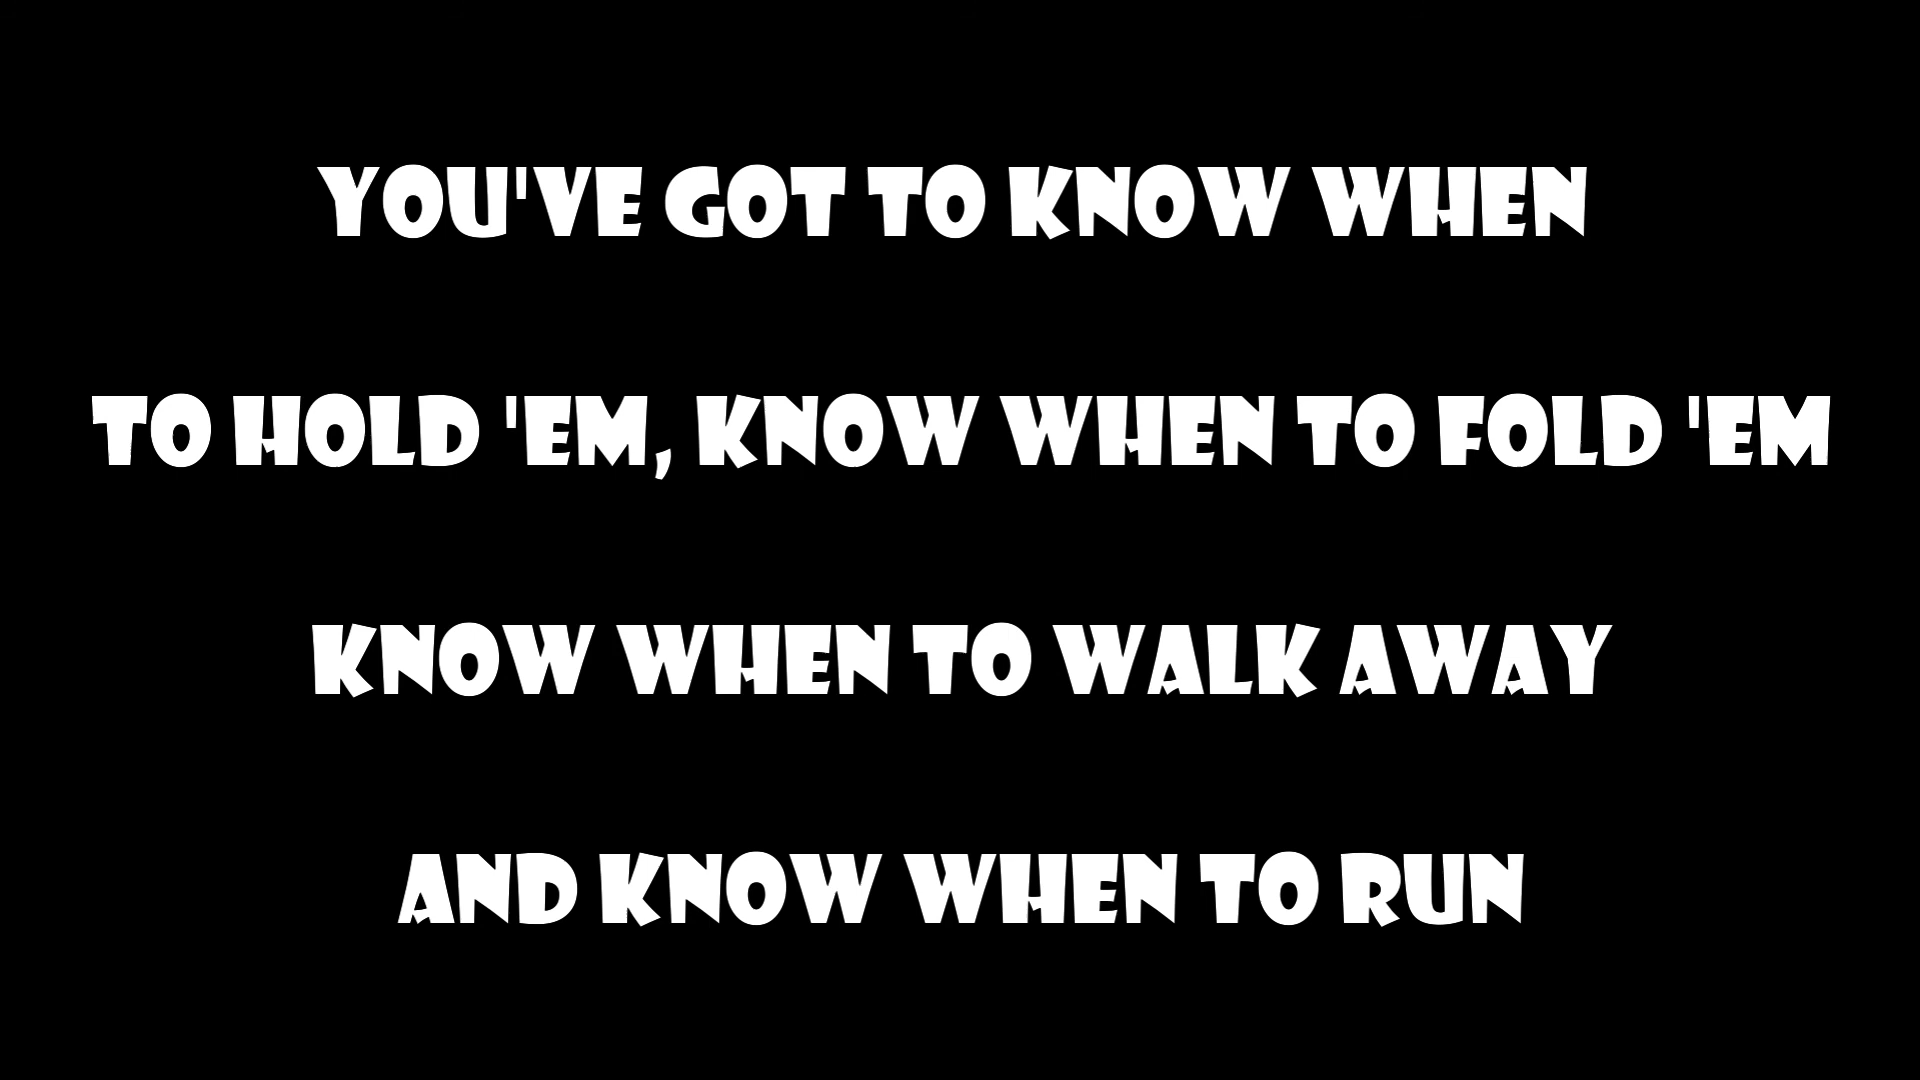 YOU'VE GOT TO KNOW WHEN
TO HOLD 'EM, KNOW WHEN TO FOLD 'EM
KNOW WHEN TO WALK AWAY
AND KNOW WHEN TO RUN